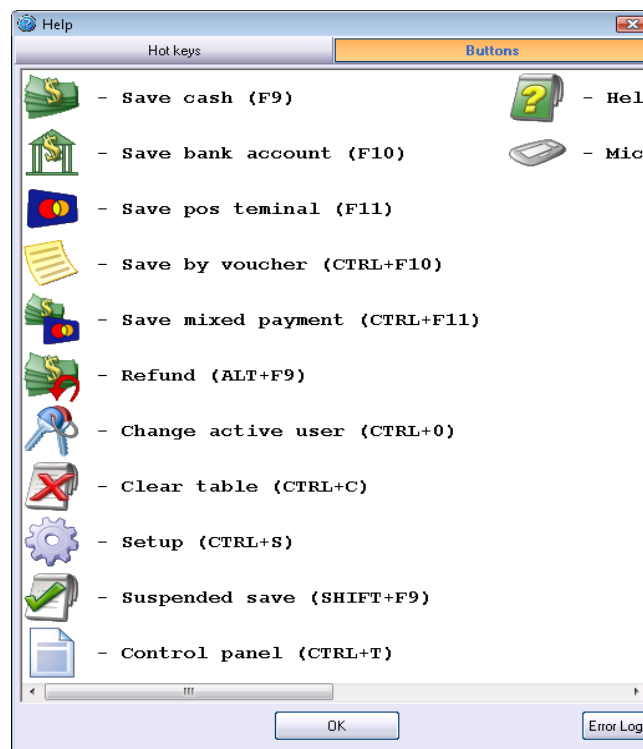 Help
Hot keys
Buttons
- Save cash (F9)
- Save bank account (F10)
- Save pos teminal (F11)
- Save by voucher (CTRL+F10)
- Save mixed payment (CTRL+F11)
- Refund (ALT+F9)
- Change active user (CTRL+0)
- Clear table (CTRL+C)
- Setup (CTRL+S)
- Suspended save (SHIFT+F9)
- Control panel (CTRL+T)
- Hel
- Mic
OK
Error Log